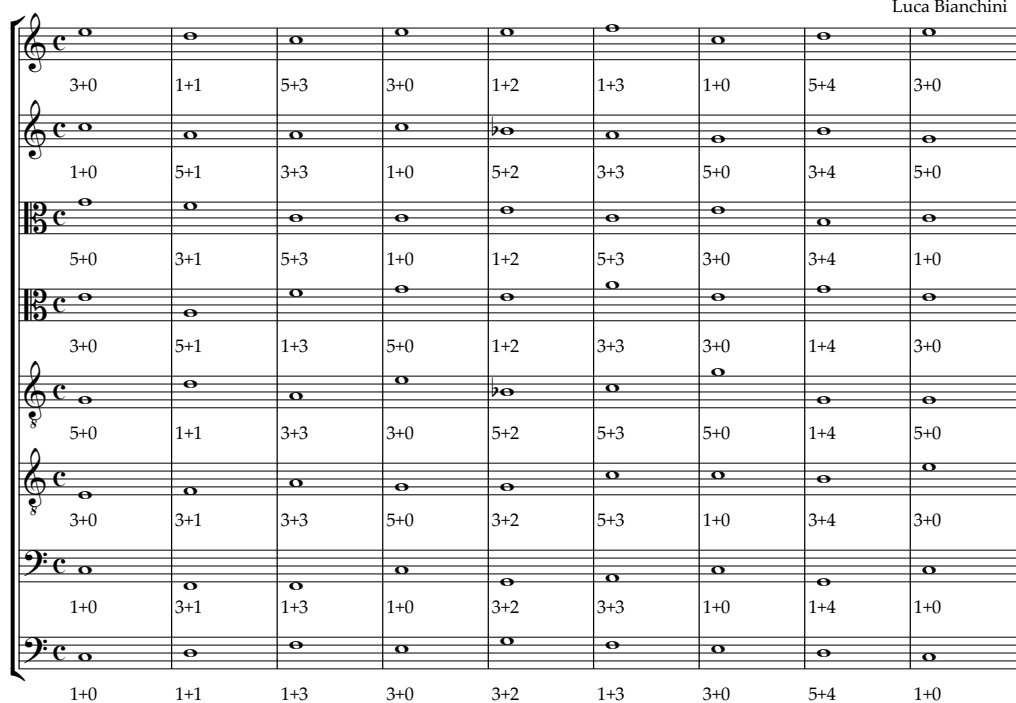 Luca Bianchini
3+0 1+1 5+3 3+0 1+2 1+3 1+0 5+4 3+0
1+0 5+1 3+3 1+0 5+2 3+3 5+0 3+4 5+0
5+0 3+1 5+3 1+0 1+2 5+3 3+0 3+4 1+0
3+0 5+1 1+3 5+0 1+2 3+3 3+0 1+4 3+0
5+0 1+1 3+3 3+0 5+2 5+3 5+0 1+4 5+0
3+0 3+1 3+3 5+0 3+2 5+3 1+0 3+4 3+0
1+0 3+1 1+3 1+0 3+2 3+3 1+0 1+4 1+0
1+0 1+1 1+3 3+0 3+2 1+3 3+0 5+4 1+0